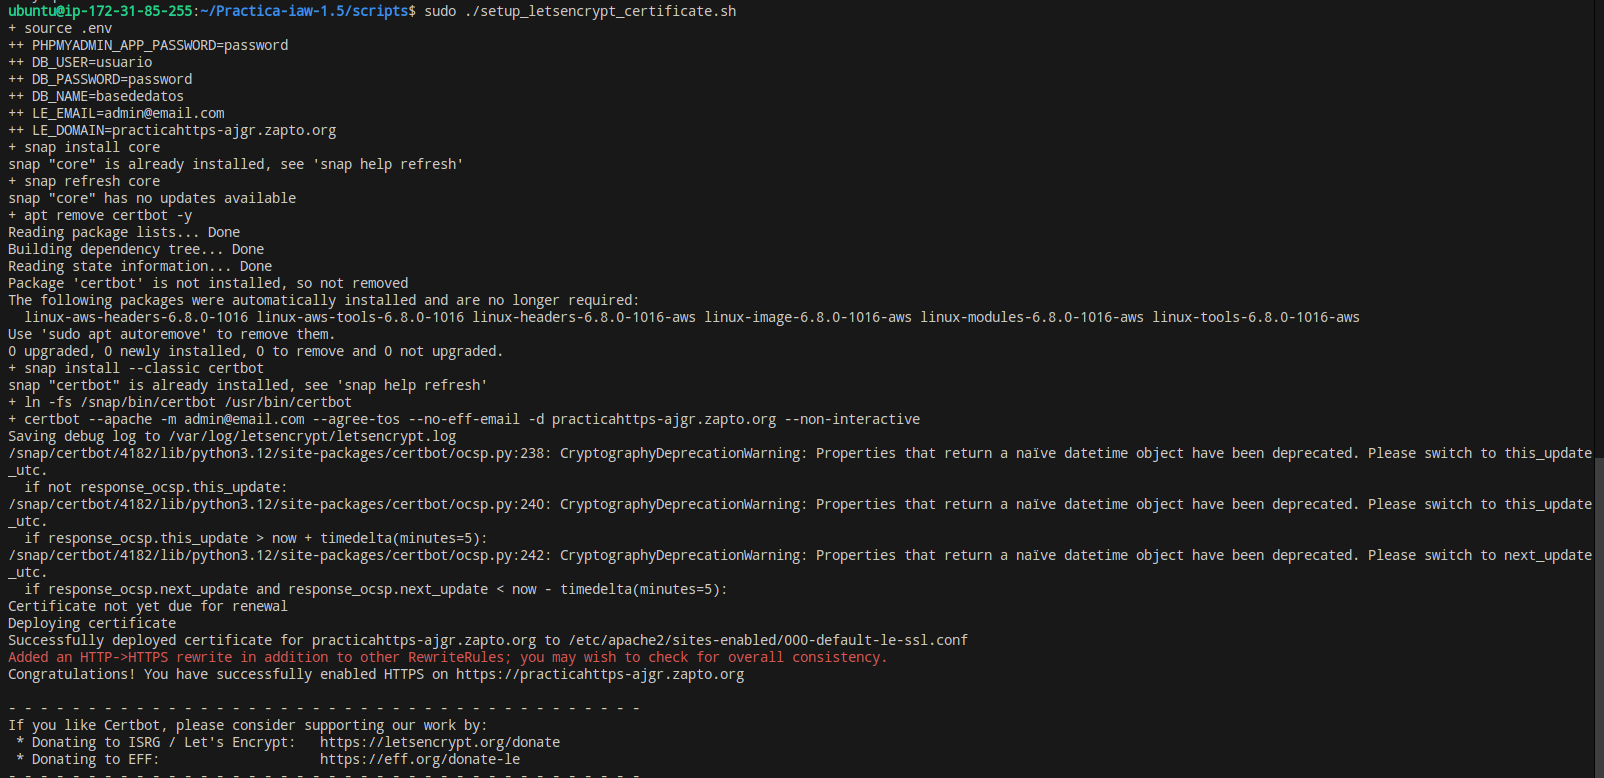 ubuntu@ip-172-31-85-255:~/Practica-iaw-1.5/scripts$ sudo ./setup_letsencrypt_certificate.sh
+ source .env
++ PHPMYADMIN_APP_PASSWORD=password
++ DB_USER=usuario
++ DB_PASSWORD=password
++ DB_NAME=basededatos
++ LE_EMAIL=admin@email.com
++ LE_DOMAIN=practicahttps-ajgr.zapto.org
+ snap install core
snap "core" is already installed, see 'snap help refresh'
+ snap refresh core
snap "core" has no updates available
+ apt remove certbot -y
Reading package lists... Done
Building dependency tree... Done
Reading state information... Done
Package 'certbot' is not installed, so not removed
The following packages were automatically installed and are no longer required:
  linux-aws-headers-6.8.0-1016 linux-aws-tools-6.8.0-1016 linux-headers-6.8.0-1016-aws linux-image-6.8.0-1016-aws linux-modules-6.8.0-1016-aws linux-tools-6.8.0-1016-aws
Use 'sudo apt autoremove' to remove them.
0 upgraded, 0 newly installed, 0 to remove and 0 not upgraded.
+ snap install --classic certbot
snap "certbot" is already installed, see 'snap help refresh'
+ ln -fs /snap/bin/certbot /usr/bin/certbot
+ certbot --apache -m admin@email.com --agree-tos --no-eff-email -d practicahttps-ajgr.zapto.org --non-interactive
Saving debug log to /var/log/letsencrypt/letsencrypt.log
/snap/certbot/4182/lib/python3.12/site-packages/certbot/ocsp.py:238: CryptographyDeprecationWarning: Properties that return a naïve datetime object have been deprecated. Please switch to this_update
_utc.
  if not response_ocsp.this_update:
/snap/certbot/4182/lib/python3.12/site-packages/certbot/ocsp.py:240: CryptographyDeprecationWarning: Properties that return a naïve datetime object have been deprecated. Please switch to this_update
_utc.
  if response_ocsp.this_update > now + timedelta(minutes=5):
/snap/certbot/4182/lib/python3.12/site-packages/certbot/ocsp.py:242: CryptographyDeprecationWarning: Properties that return a naïve datetime object have been deprecated. Please switch to next_update
_utc.
  if response_ocsp.next_update and response_ocsp.next_update < now - timedelta(minutes=5):
Certificate not yet due for renewal
Deploying certificate
Successfully deployed certificate for practicahttps-ajgr.zapto.org to /etc/apache2/sites-enabled/000-default-le-ssl.conf
Added an HTTP->HTTPS rewrite in addition to other RewriteRules; you may wish to check for overall consistency.
Congratulations! You have successfully enabled HTTPS on https://practicahttps-ajgr.zapto.org

- - - - - - - - - - - - - - - - - - - - - - - - - - - - - - - - - - - - - - - -
If you like Certbot, please consider supporting our work by:
 * Donating to ISRG / Let's Encrypt:   https://letsencrypt.org/donate
 * Donating to EFF:                    https://eff.org/donate-le
- - - - - - - - - - - - - - - - - - - - - - - - - - - - - - - - - - - - - - - -